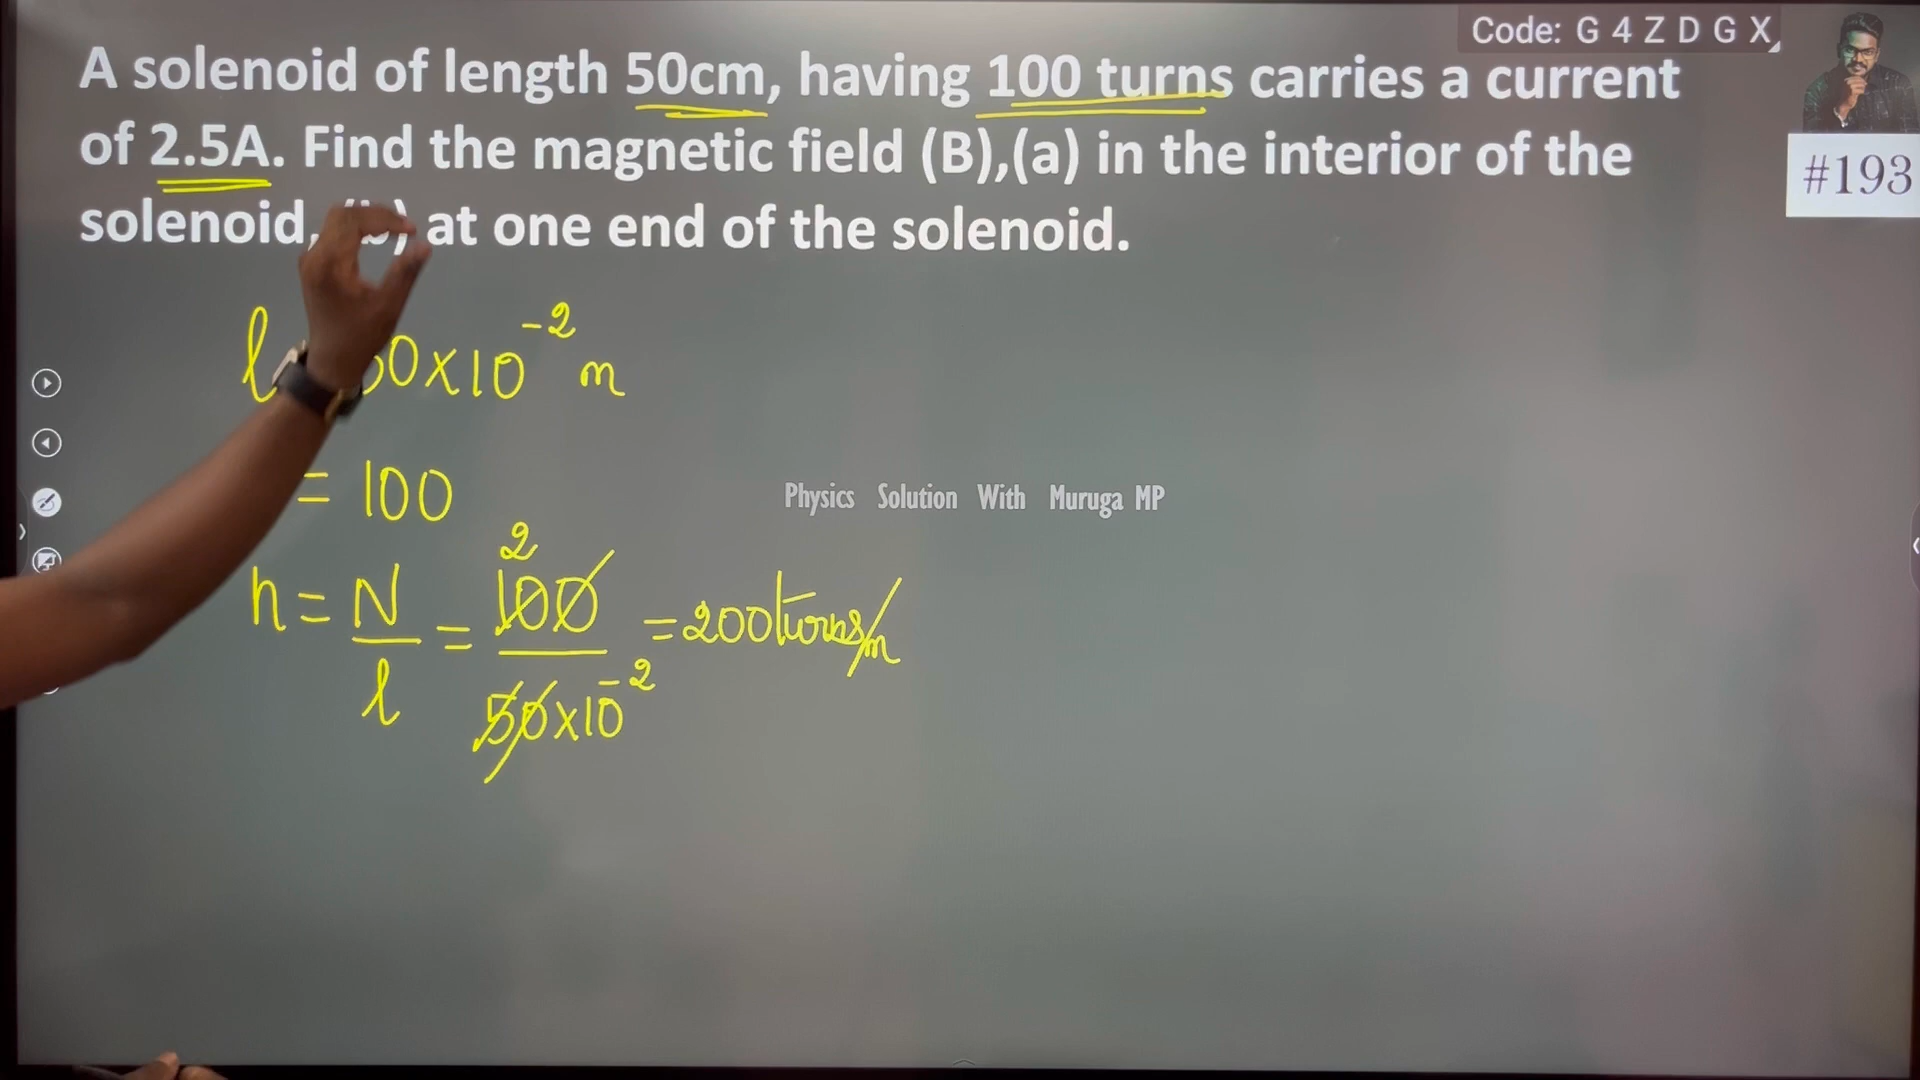 Code: G 4 Z D G X
A solenoid of length 50cm, having 100 turns carries a current
of 2.5A. Find the magnetic field (B),(a) in the interior of the
solenoid, (b) at one end of the solenoid.
#193
l 50x10⁻² m
= 100
Physics Solution With Muruga MP
2
n = N/l = 100/50x10⁻² = 200turns/m